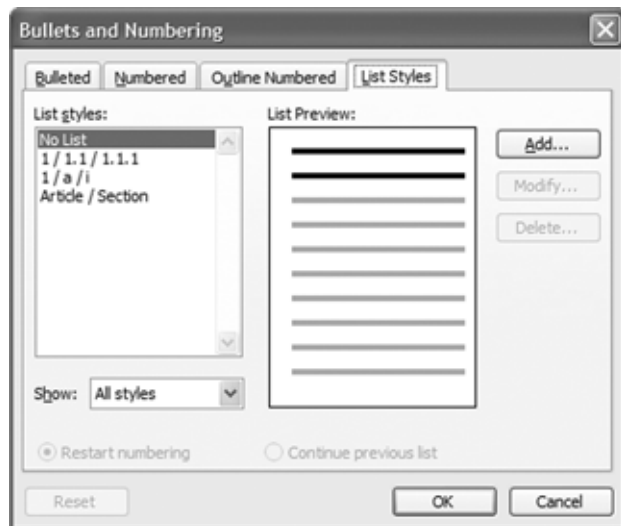 Bullets and Numbering
Bulleted Numbered Outline Numbered List Styles
List styles: List Preview:
No List
1 / 1.1 / 1.1.1
1 / a / i
Article / Section
Add...
Modify...
Delete...
Show: All styles
Restart numbering Continue previous list
Reset OK Cancel